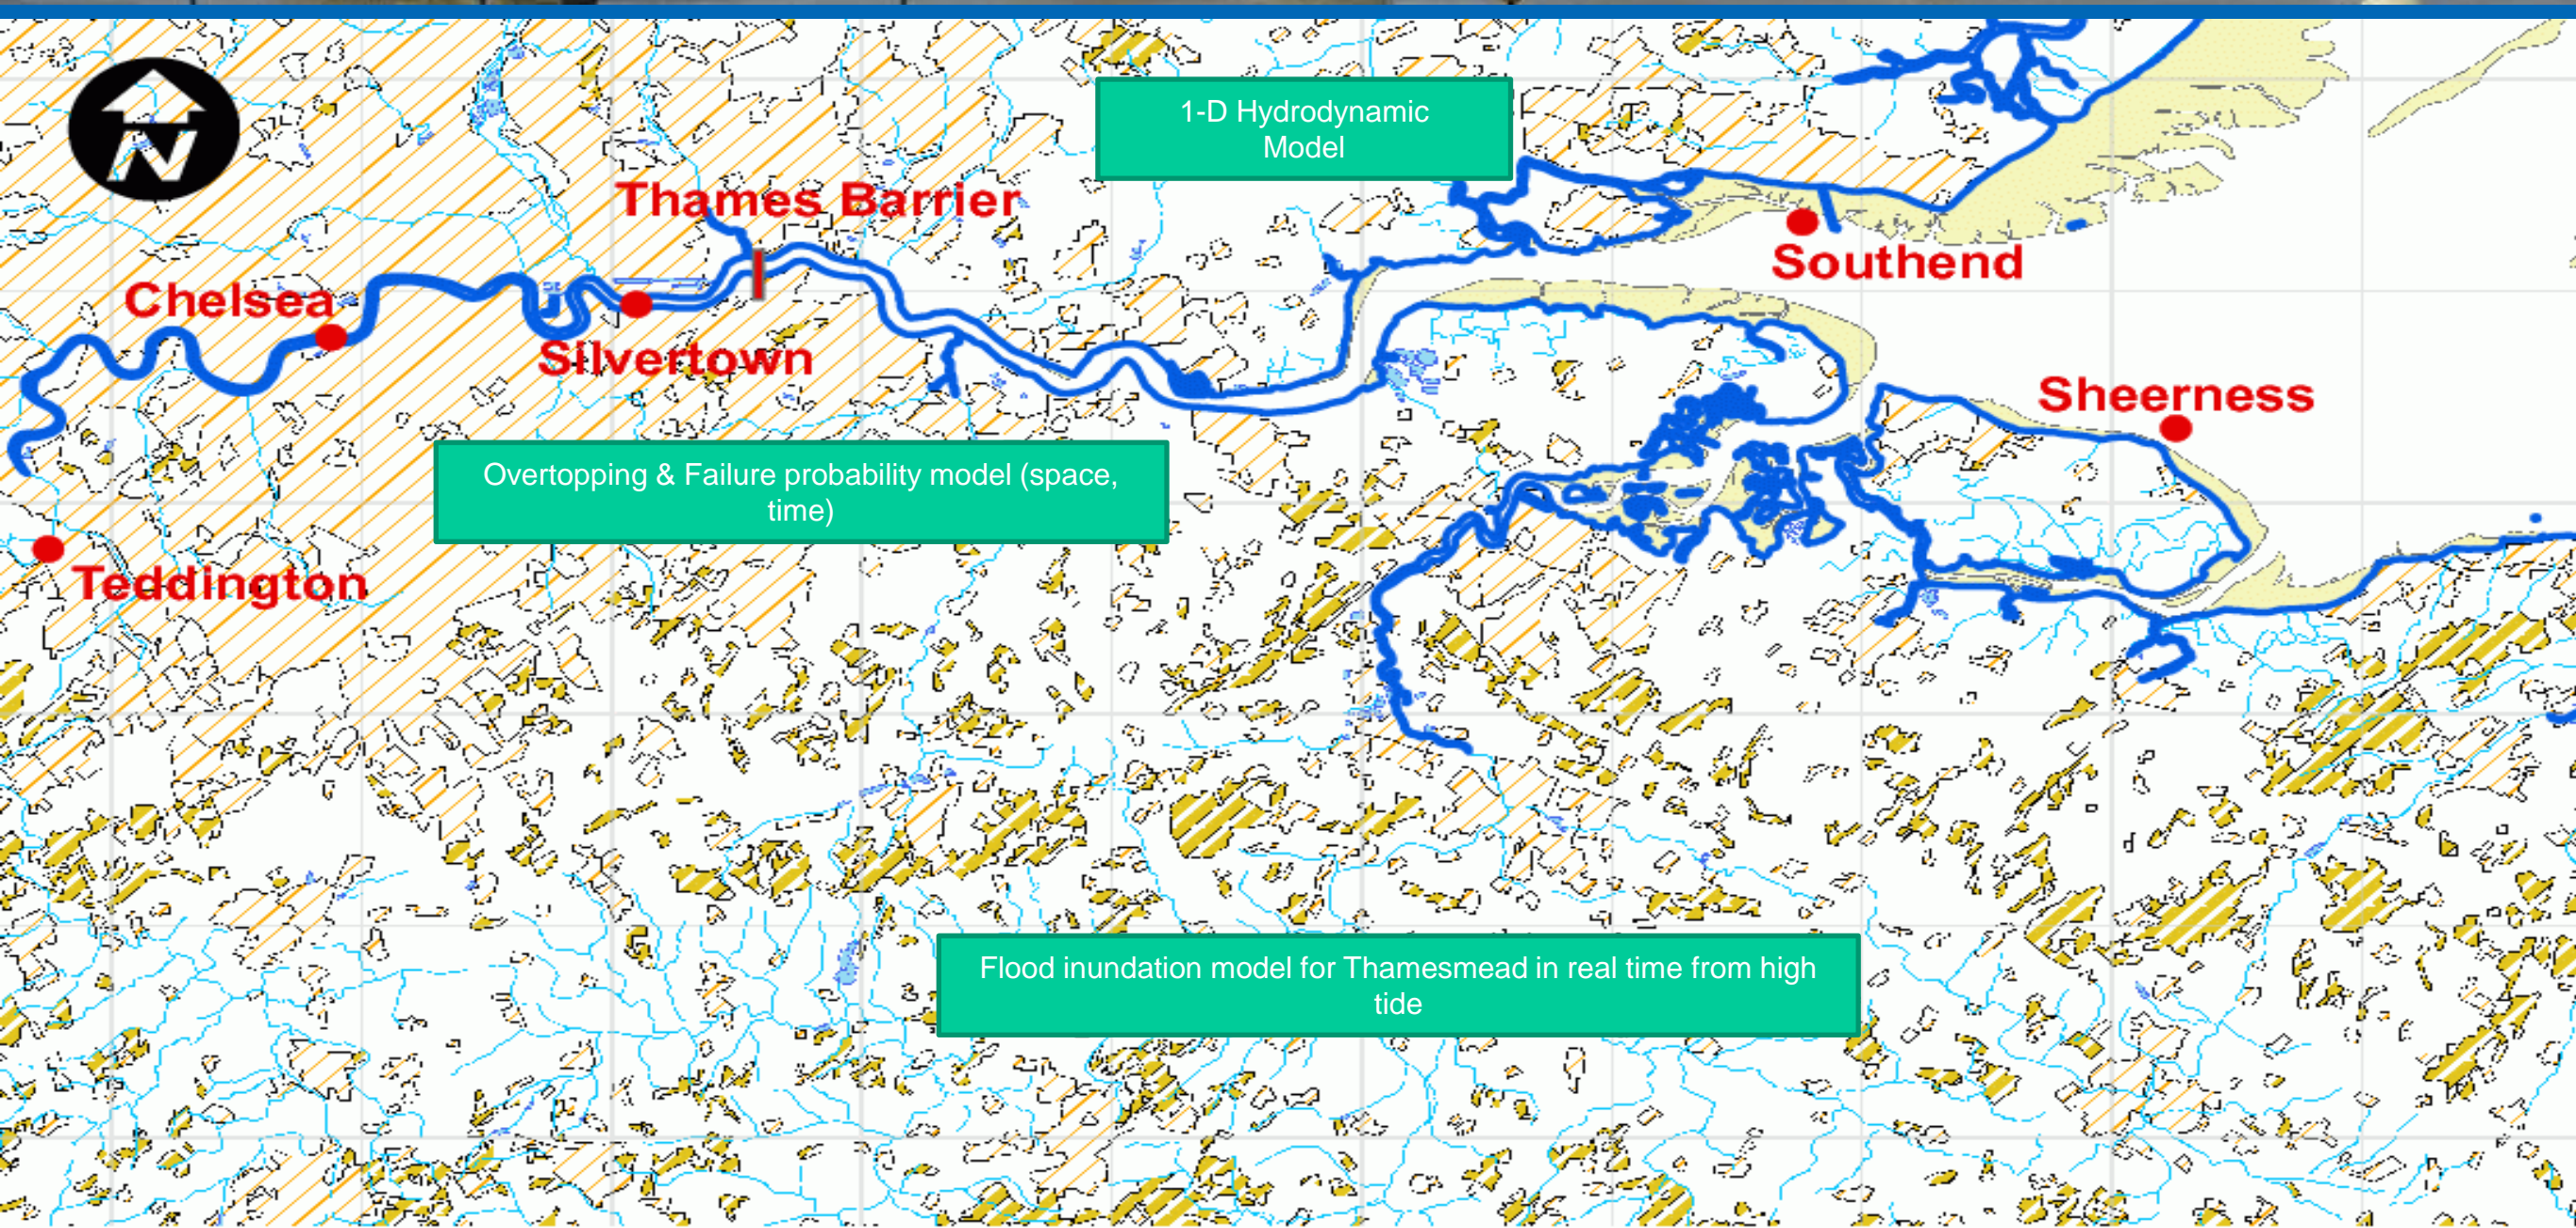 1-D Hydrodynamic
Model
N
Thames Barrier
Southend
Chelsea
Silvertown
Sheerness
Overtopping & Failure probability model (space,
time)
Teddington
Flood inundation model for Thamesmead in real time from high
tide